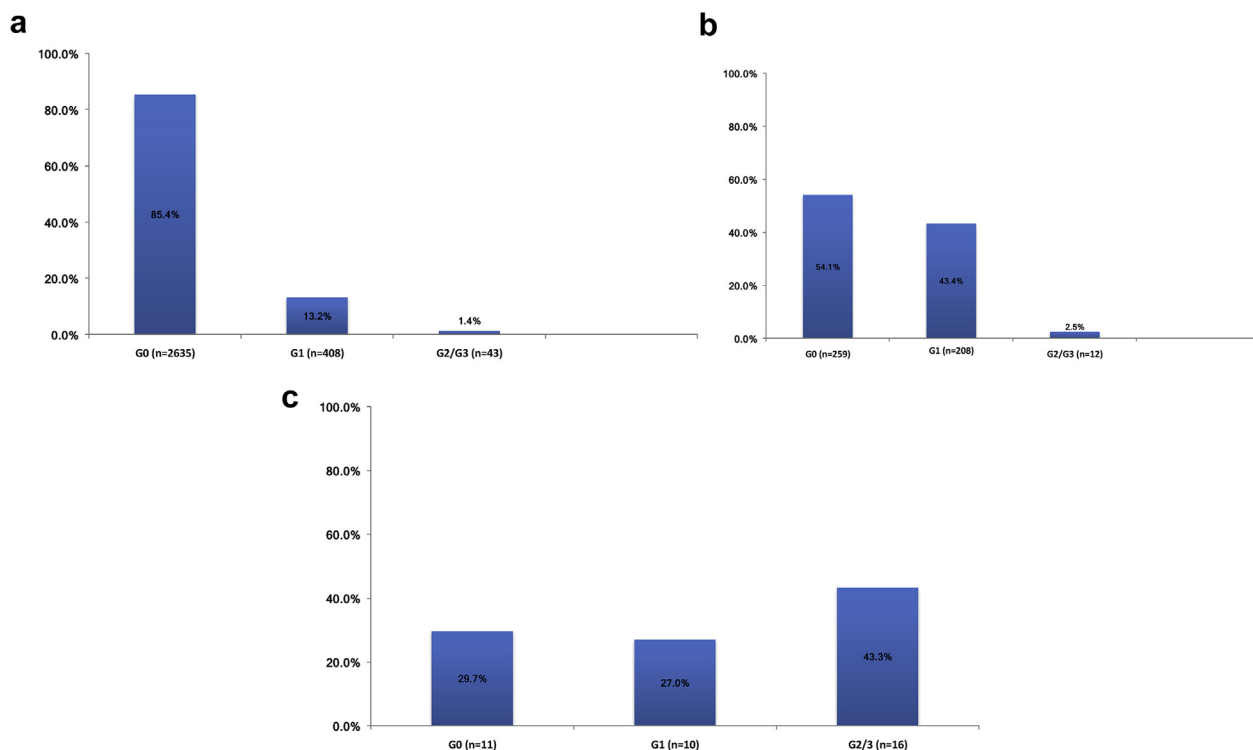 a
100.0%
80.0%
60.0%
40.0%
20.0%
0.0%
85.4%
13.2%
1.4%
G0 (n=2635)
G1 (n=408)
G2/G3 (n=43)
b
100.0%
80.0%
60.0%
40.0%
20.0%
0.0%
54.1%
43.4%
2.5%
G0 (n=259)
G1 (n=208)
G2/G3 (n=12)
c
100.0%
80.0%
60.0%
40.0%
20.0%
0.0%
29.7%
27.0%
43.3%
G0 (n=11)
G1 (n=10)
G2/3 (n=16)